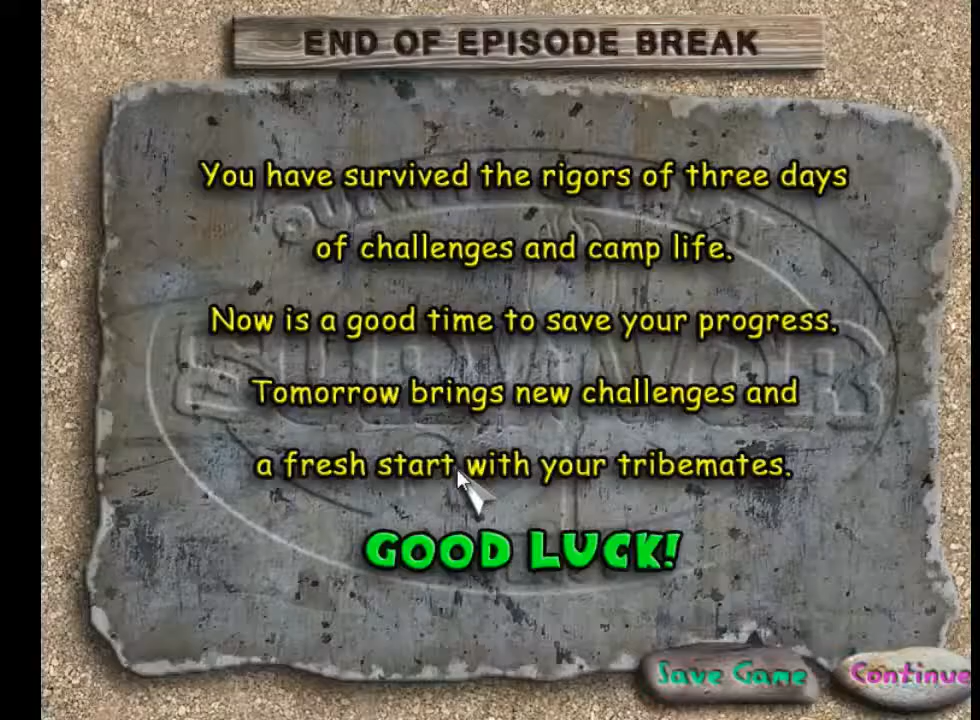 END OF EPISODE BREAK
You have survived the rigors of three days
of challenges and camp life.
Now is a good time to save your progress.
Tomorrow brings new challenges and
a fresh start with your tribemates.
SURVIVOR
GOOD LUCK!
Save Game
Continue